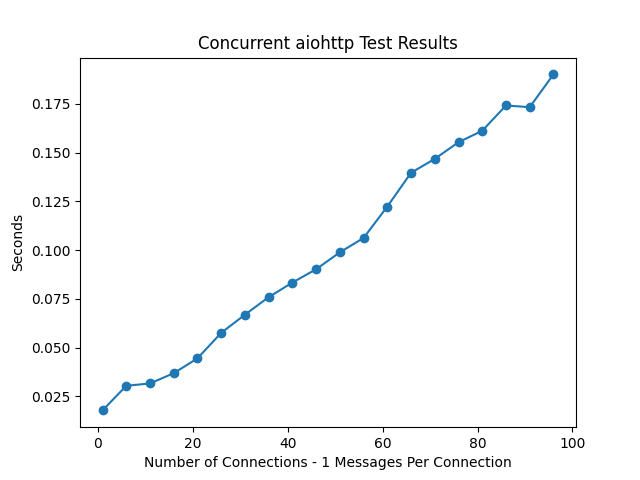 Concurrent aiohttp Test Results
0.175
0.150
0.125
0.100
0.075
0.050
0.025
Seconds
0 20 40 60 80 100
Number of Connections - 1 Messages Per Connection